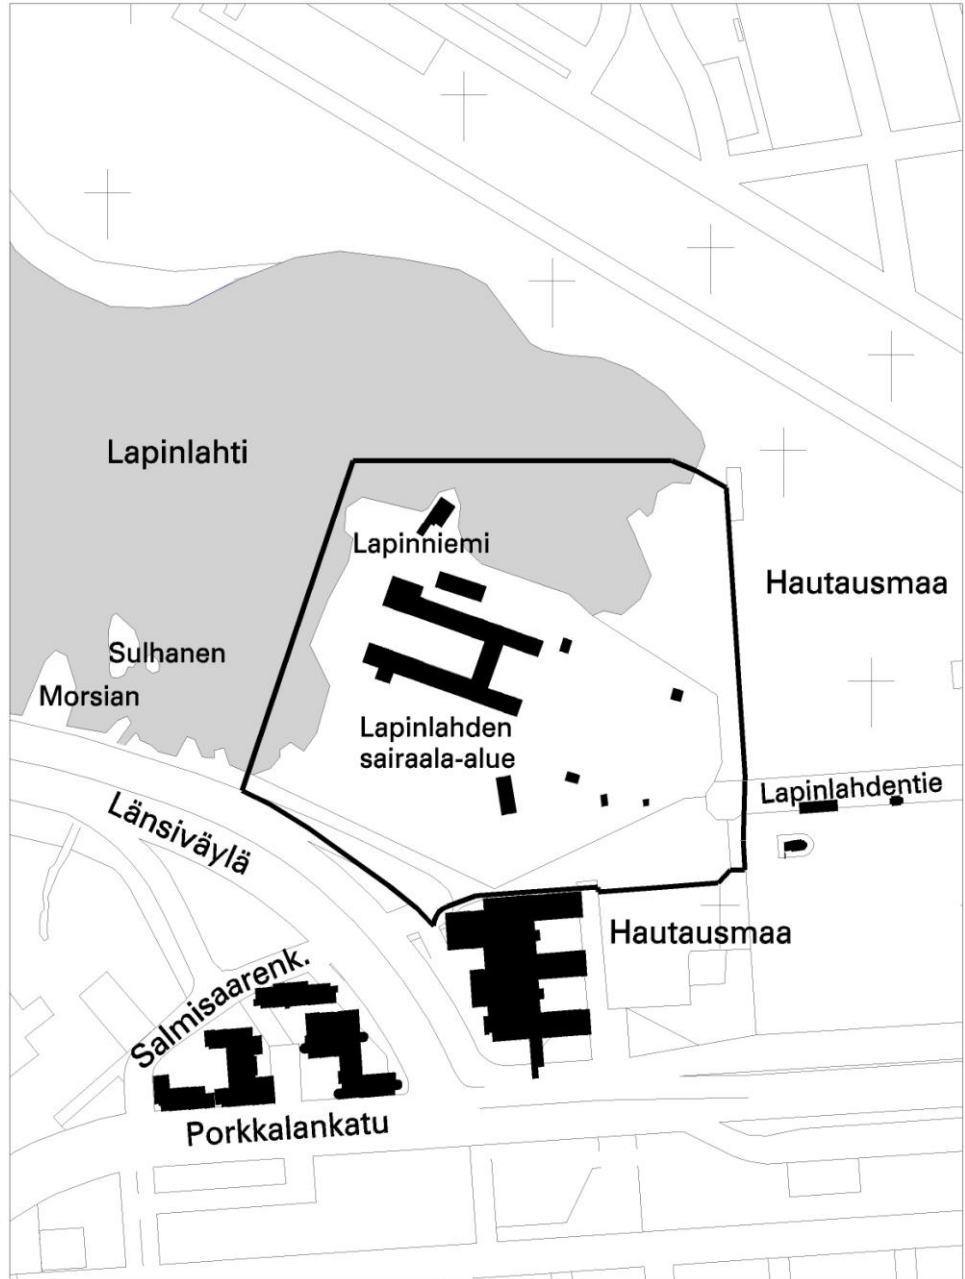 Lapinlahti
Lapinniemi
Hautausmaa
Sulhanen
Morsian
Lapinlahden
sairaala-alue
Lapinlahdentie
Länsiväylä
Hautausmaa
Salmisaarenk.
Porkkalankatu